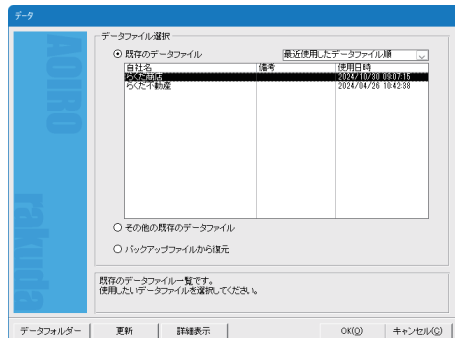 データ
AOIRO
rakuda
データファイル選択
既存のデータファイル
最近使用したデータファイル順
自社名 備考 使用日時
らくだ商店 2024/10/30 09:07:15
らくだ不動産 2024/04/26 10:42:38
その他の既存のデータファイル
バックアップファイルから復元
既存のデータファイル一覧です。
使用したいデータファイルを選択してください。
データフォルダー 更新 詳細表示 OK(O) キャンセル(C)